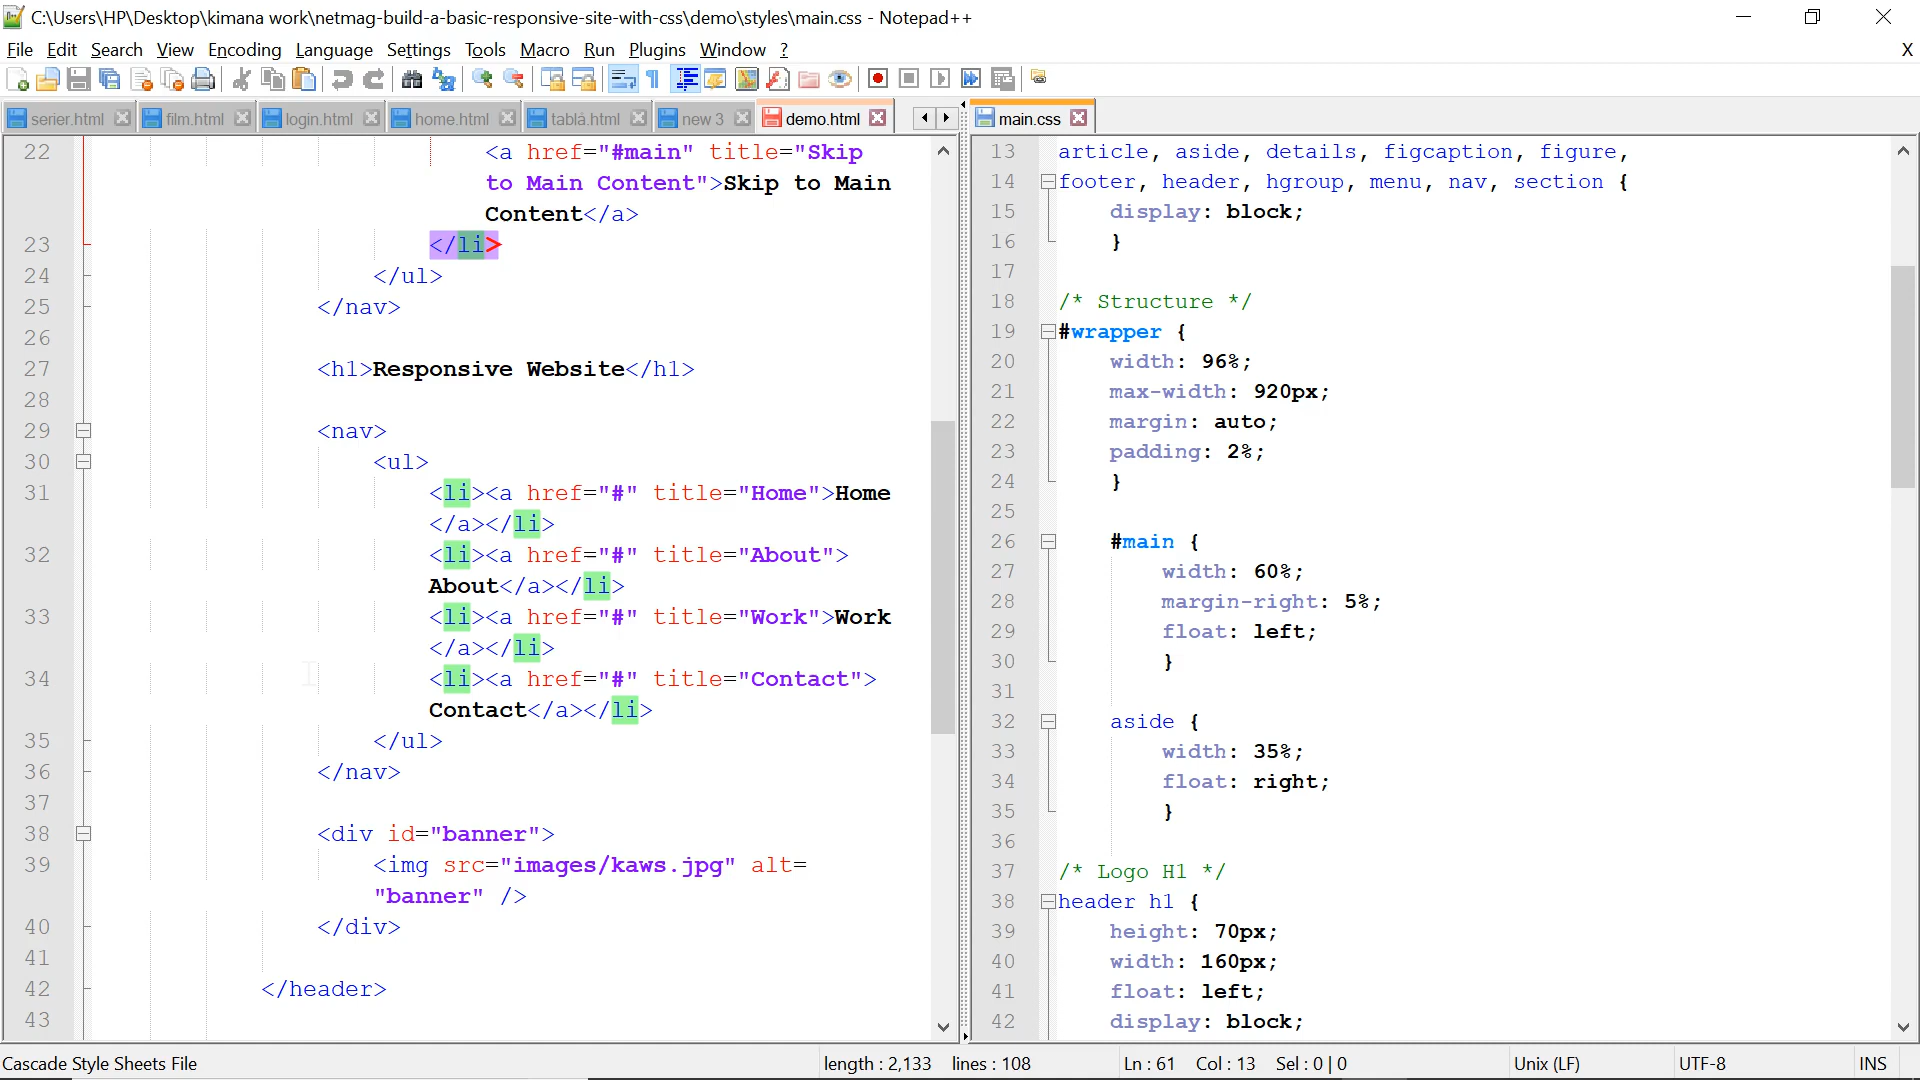 C:\Users\HP\Desktop\kimana work\netmag-build-a-basic-responsive-site-with-css\demo\styles\main.css - Notepad++
File Edit Search View Encoding Language Settings Tools Macro Run Plugins Window ?
X
serier.html film.html login.html home.html tablá.html new 3 demo.html
22 <a href="#main" title="Skip
to Main Content">Skip to Main
Content</a>
23 </li>
24 </ul>
25 </nav>
26
27 <h1>Responsive Website</h1>
28
29 <nav>
30 <ul>
31 <li><a href="#" title="Home">Home
</a></li>
32 <li><a href="#" title="About">
About</a></li>
33 <li><a href="#" title="Work">Work
</a></li>
34 <li><a href="#" title="Contact">
Contact</a></li>
35 </ul>
36 </nav>
37
38 <div id="banner">
39 <img src="images/kaws.jpg" alt=
"banner" />
40 </div>
41
42 </header>
43
main.css
13 article, aside, details, figcaption, figure,
14 footer, header, hgroup, menu, nav, section {
15 display: block;
16 }
17
18 /* Structure */
19 #wrapper {
20 width: 96%;
21 max-width: 920px;
22 margin: auto;
23 padding: 2%;
24 }
25
26 #main {
27 width: 60%;
28 margin-right: 5%;
29 float: left;
30 }
31
32 aside {
33 width: 35%;
34 float: right;
35 }
36
37 /* Logo H1 */
38 header h1 {
39 height: 70px;
40 width: 160px;
41 float: left;
42 display: block;
Cascade Style Sheets File length : 2,133 lines : 108 Ln : 61 Col : 13 Sel : 0 | 0 Unix (LF) UTF-8 INS